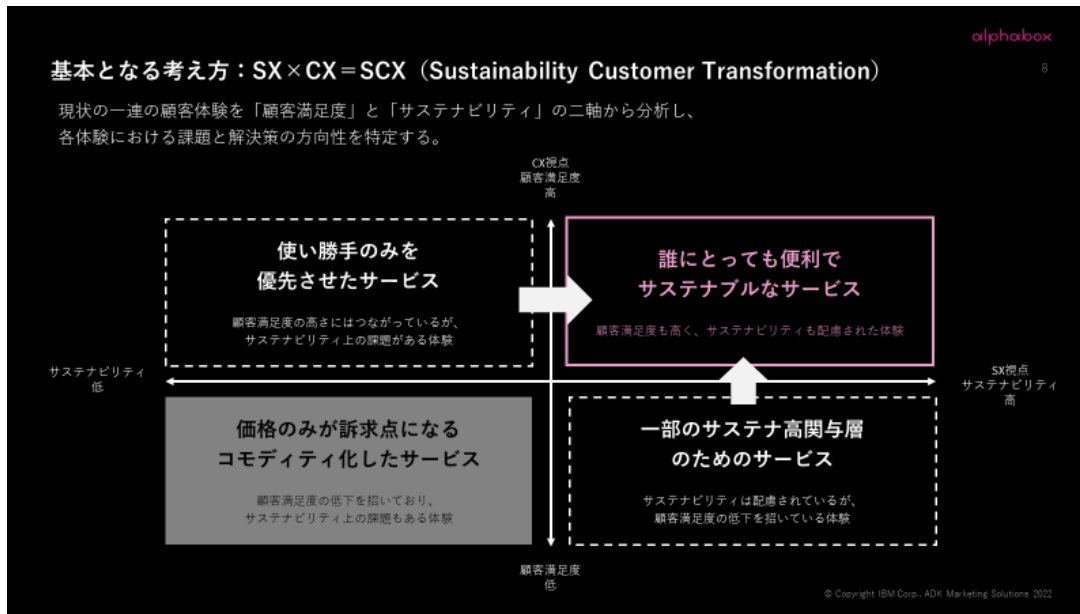 alphabox
基本となる考え方：SX×CX＝SCX（Sustainability Customer Transformation）
8
現状の一連の顧客体験を「顧客満足度」と「サステナビリティ」の二軸から分析し、
各体験における課題と解決策の方向性を特定する。
CX視点
顧客満足度
高
使い勝手のみを
優先させたサービス
顧客満足度の高さにはつながっているが、
サステナビリティ上の課題がある体験
誰にとっても便利で
サステナブルなサービス
顧客満足度も高く、サステナビリティも配慮された体験
サステナビリティ
低
SX視点
サステナビリティ
高
価格のみが訴求点になる
コモディティ化したサービス
顧客満足度の低下を招いており、
サステナビリティ上の課題もある体験
一部のサステナ高関与層
のためのサービス
サステナビリティは配慮されているが、
顧客満足度の低下を招いている体験
顧客満足度
低
© Copyright IBM Corp., ADK Marketing Solutions 2022